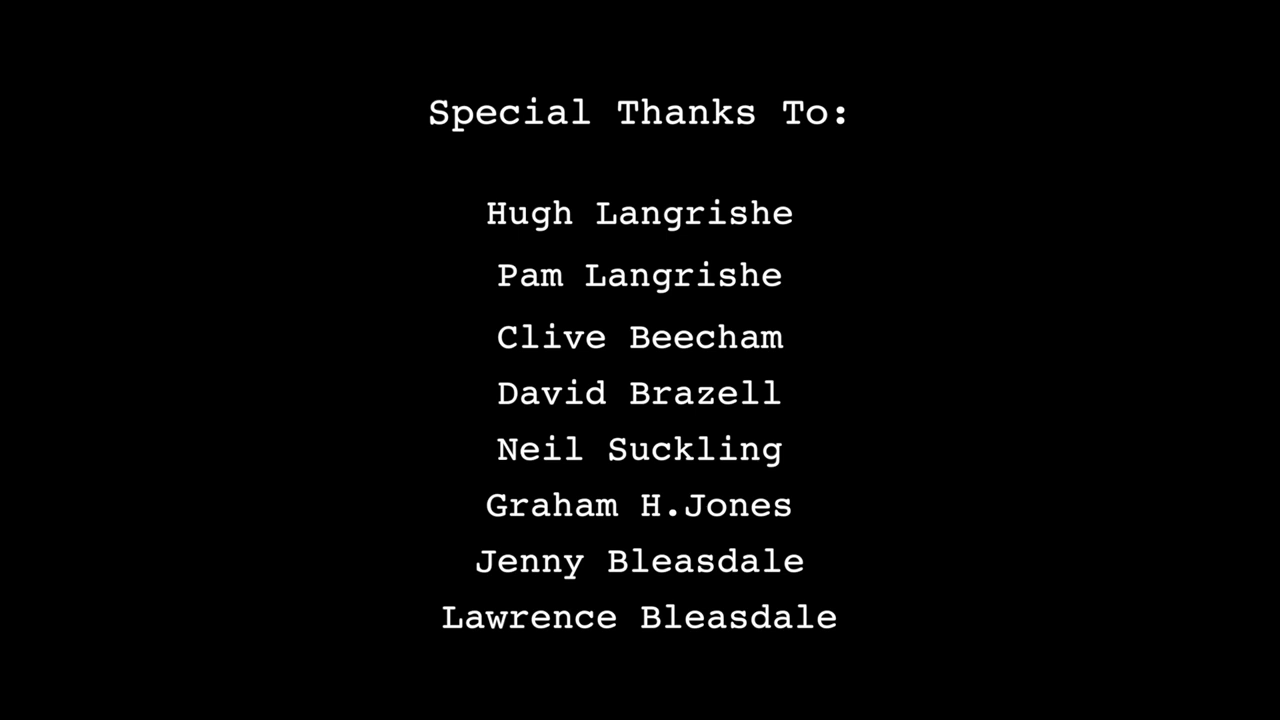 Special Thanks To:
Hugh Langrishe
Pam Langrishe
Clive Beecham
David Brazell
Neil Suckling
Graham H.Jones
Jenny Bleasdale
Lawrence Bleasdale